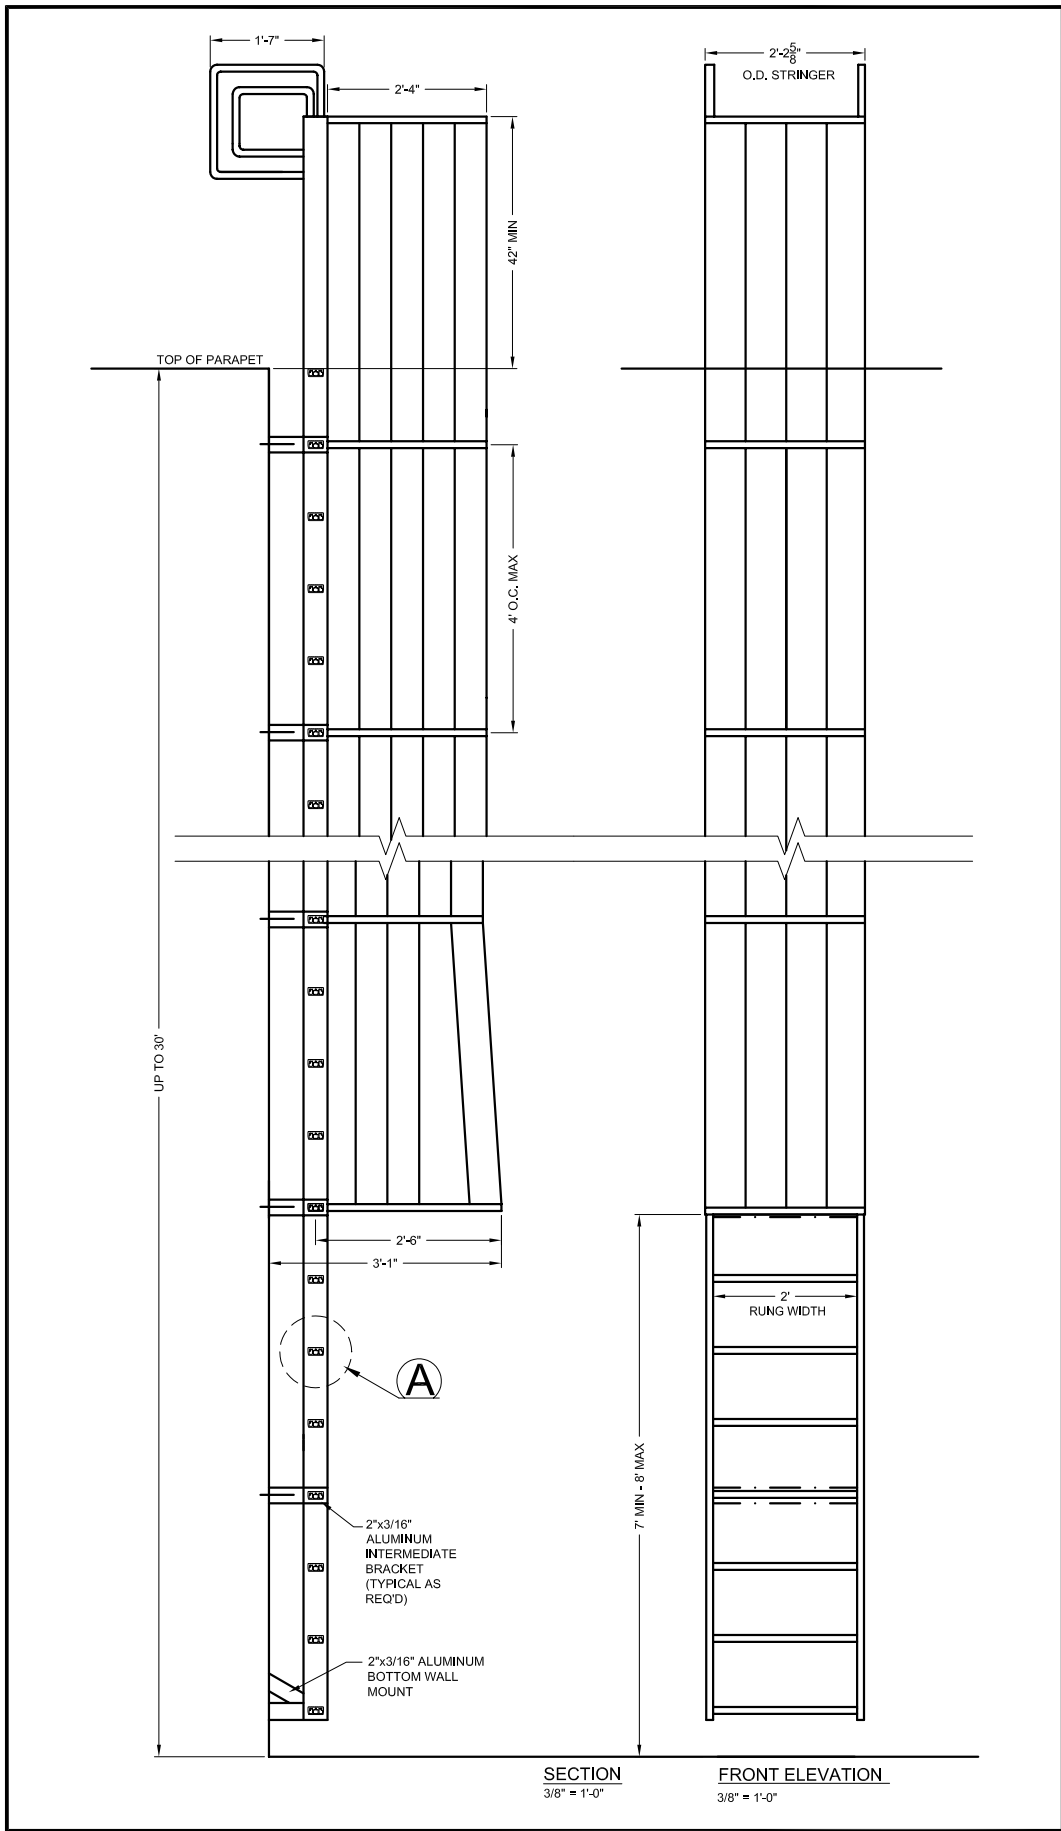 1'-7"
2'-2 5/8"
O.D. STRINGER
2'-4"
42" MIN
TOP OF PARAPET
4' O.C. MAX
UP TO 30'
2'-6"
3'-1"
2'
RUNG WIDTH
A
7' MIN - 8' MAX
2"x3/16"
ALUMINUM
INTERMEDIATE
BRACKET
(TYPICAL AS
REQ'D)
2"x3/16" ALUMINUM
BOTTOM WALL
MOUNT
SECTION
3/8" = 1'-0"
FRONT ELEVATION
3/8" = 1'-0"